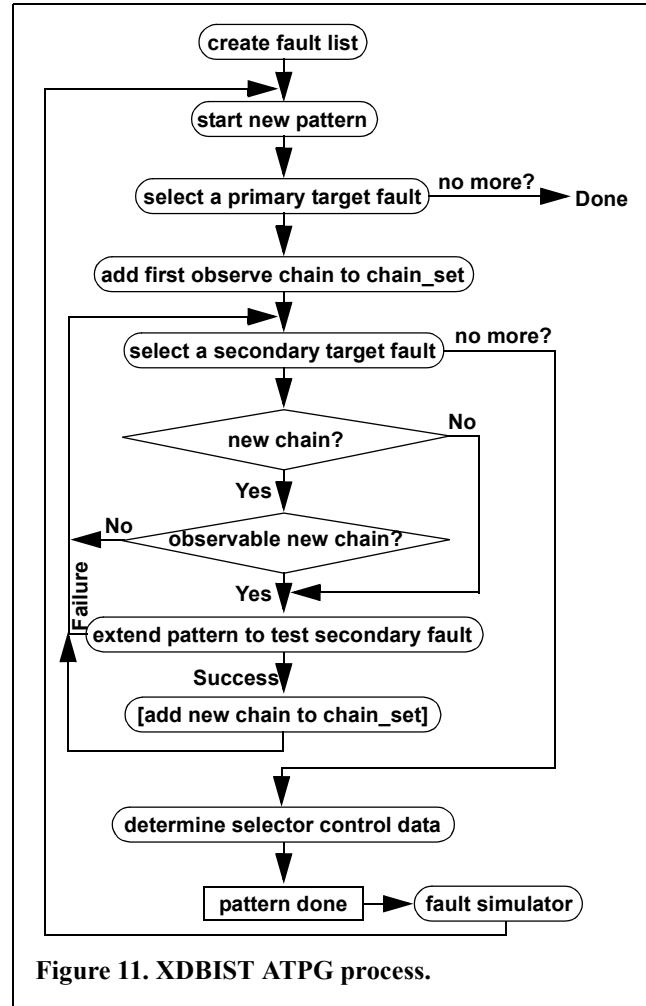 create fault list
start new pattern
no more?
select a primary target fault
Done
add first observe chain to chain_set
no more?
select a secondary target fault
No
new chain?
Yes
No
observable new chain?
Yes
Failure
extend pattern to test secondary fault
Success
[add new chain to chain_set]
determine selector control data
pattern done
fault simulator
Figure 11. XDBIST ATPG process.